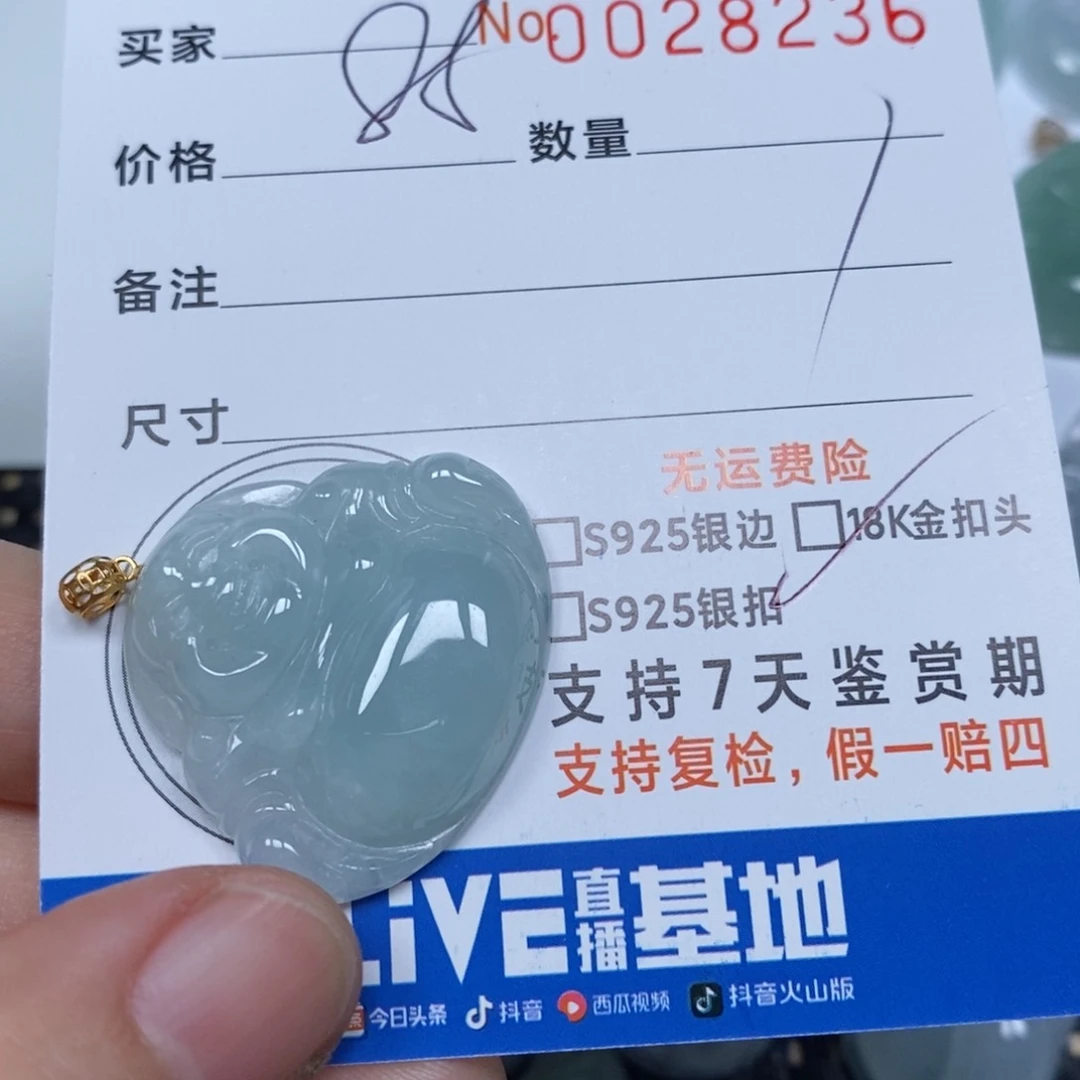 买家 No.0028236
价格 数量
备注
尺寸
无运费险
S925银边 18K金扣头
S925银扣
支持7天鉴赏期
支持复检，假一赔四
LIVE直播基地
今日头条 抖音 西瓜视频 抖音火山版